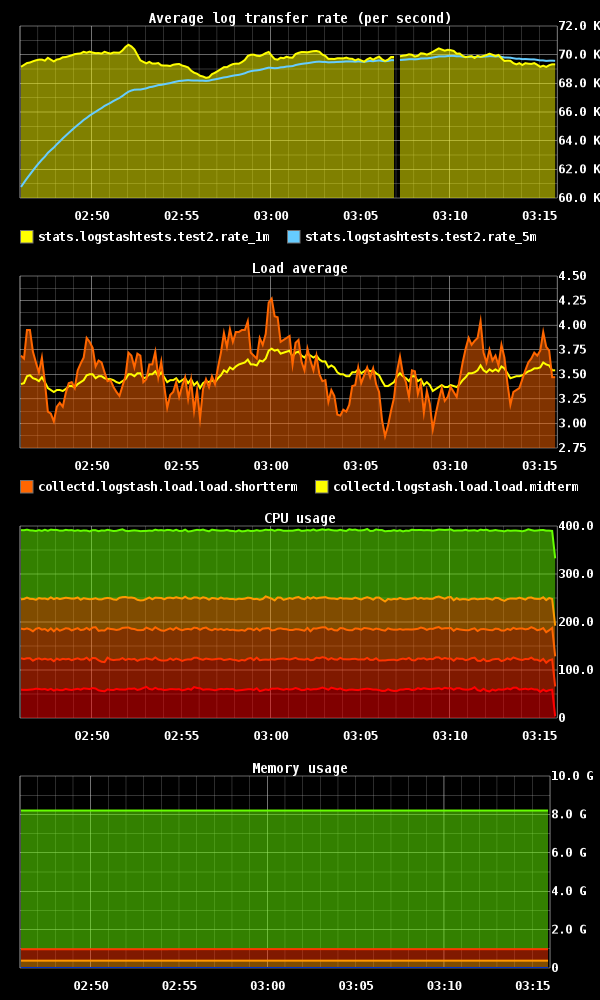 Average log transfer rate (per second)
72.0 K
70.0 K
68.0 K
66.0 K
64.0 K
62.0 K
60.0 K
02:50 02:55 03:00 03:05 03:10 03:15
stats.logstashtests.test2.rate_1m stats.logstashtests.test2.rate_5m
Load average
4.50
4.25
4.00
3.75
3.50
3.25
3.00
2.75
02:50 02:55 03:00 03:05 03:10 03:15
collectd.logstash.load.load.shortterm collectd.logstash.load.load.midterm
CPU usage
400.0
300.0
200.0
100.0
0
02:50 02:55 03:00 03:05 03:10 03:15
Memory usage
10.0 G
8.0 G
6.0 G
4.0 G
2.0 G
0
02:50 02:55 03:00 03:05 03:10 03:15